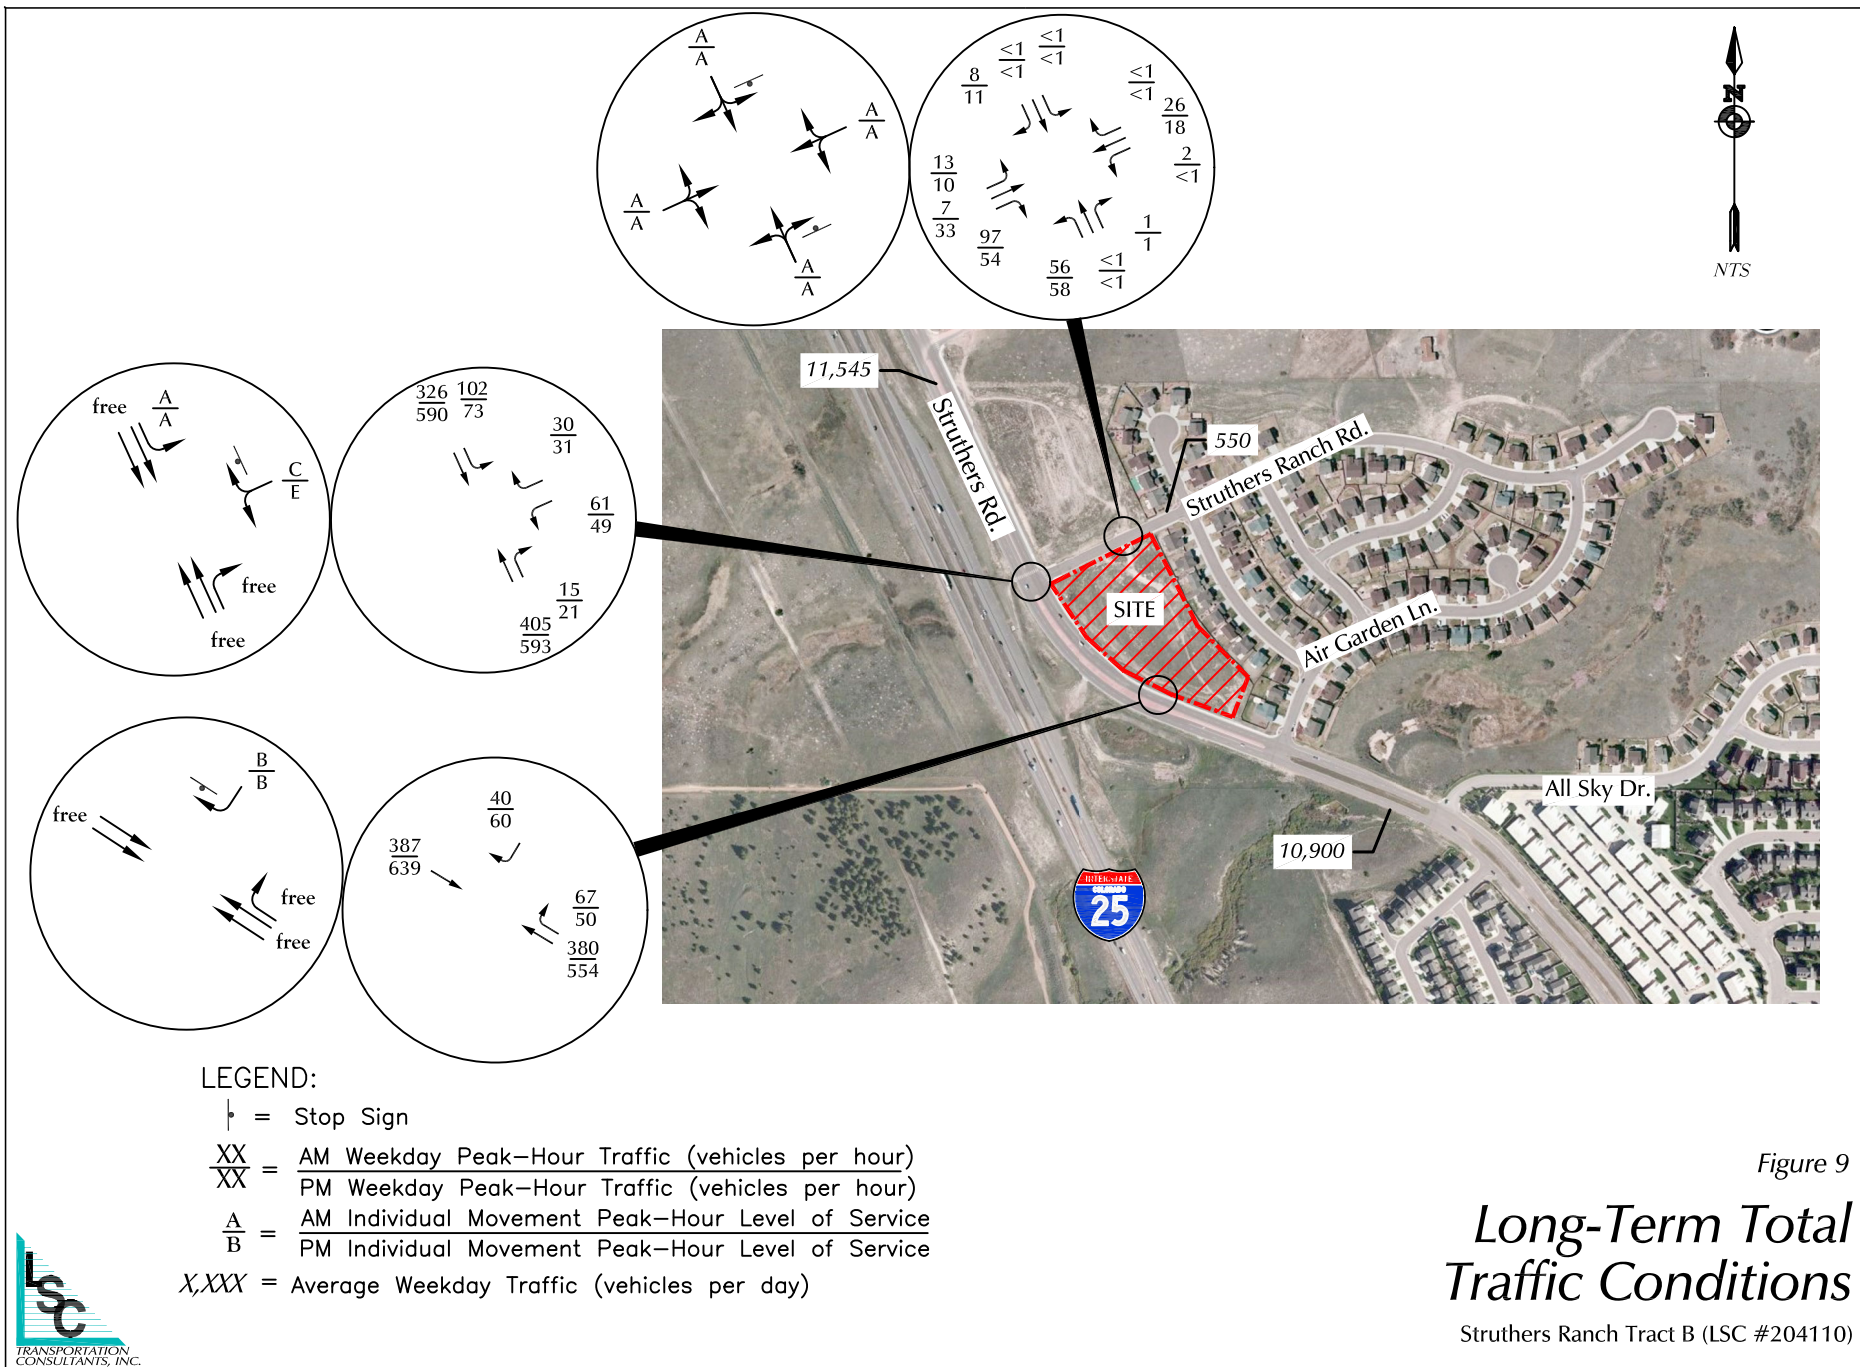 A
A
A
A
A
A
A
A
<1
<1
<1
<1
8
11
<1
<1
26
18
2
<1
13
10
7
33
97
54
1
1
<1
<1
56
58
N
NTS
free
A
A
C
E
free
free
326
590
102
73
30
31
61
49
15
21
405
593
B
B
free
free
free
40
60
387
639
67
50
380
554
11,545
Struthers Rd.
550
Struthers Ranch Rd.
SITE
Air Garden Ln.
All Sky Dr.
10,900
INTERSTATE
COLORADO
25
LEGEND:
= Stop Sign
XX
XX
=
AM Weekday Peak-Hour Traffic (vehicles per hour)
PM Weekday Peak-Hour Traffic (vehicles per hour)
A
B
=
AM Individual Movement Peak-Hour Level of Service
PM Individual Movement Peak-Hour Level of Service
X,XXX = Average Weekday Traffic (vehicles per day)
LSC
TRANSPORTATION
CONSULTANTS, INC.
Figure 9
Long-Term Total
Traffic Conditions
Struthers Ranch Tract B (LSC #204110)